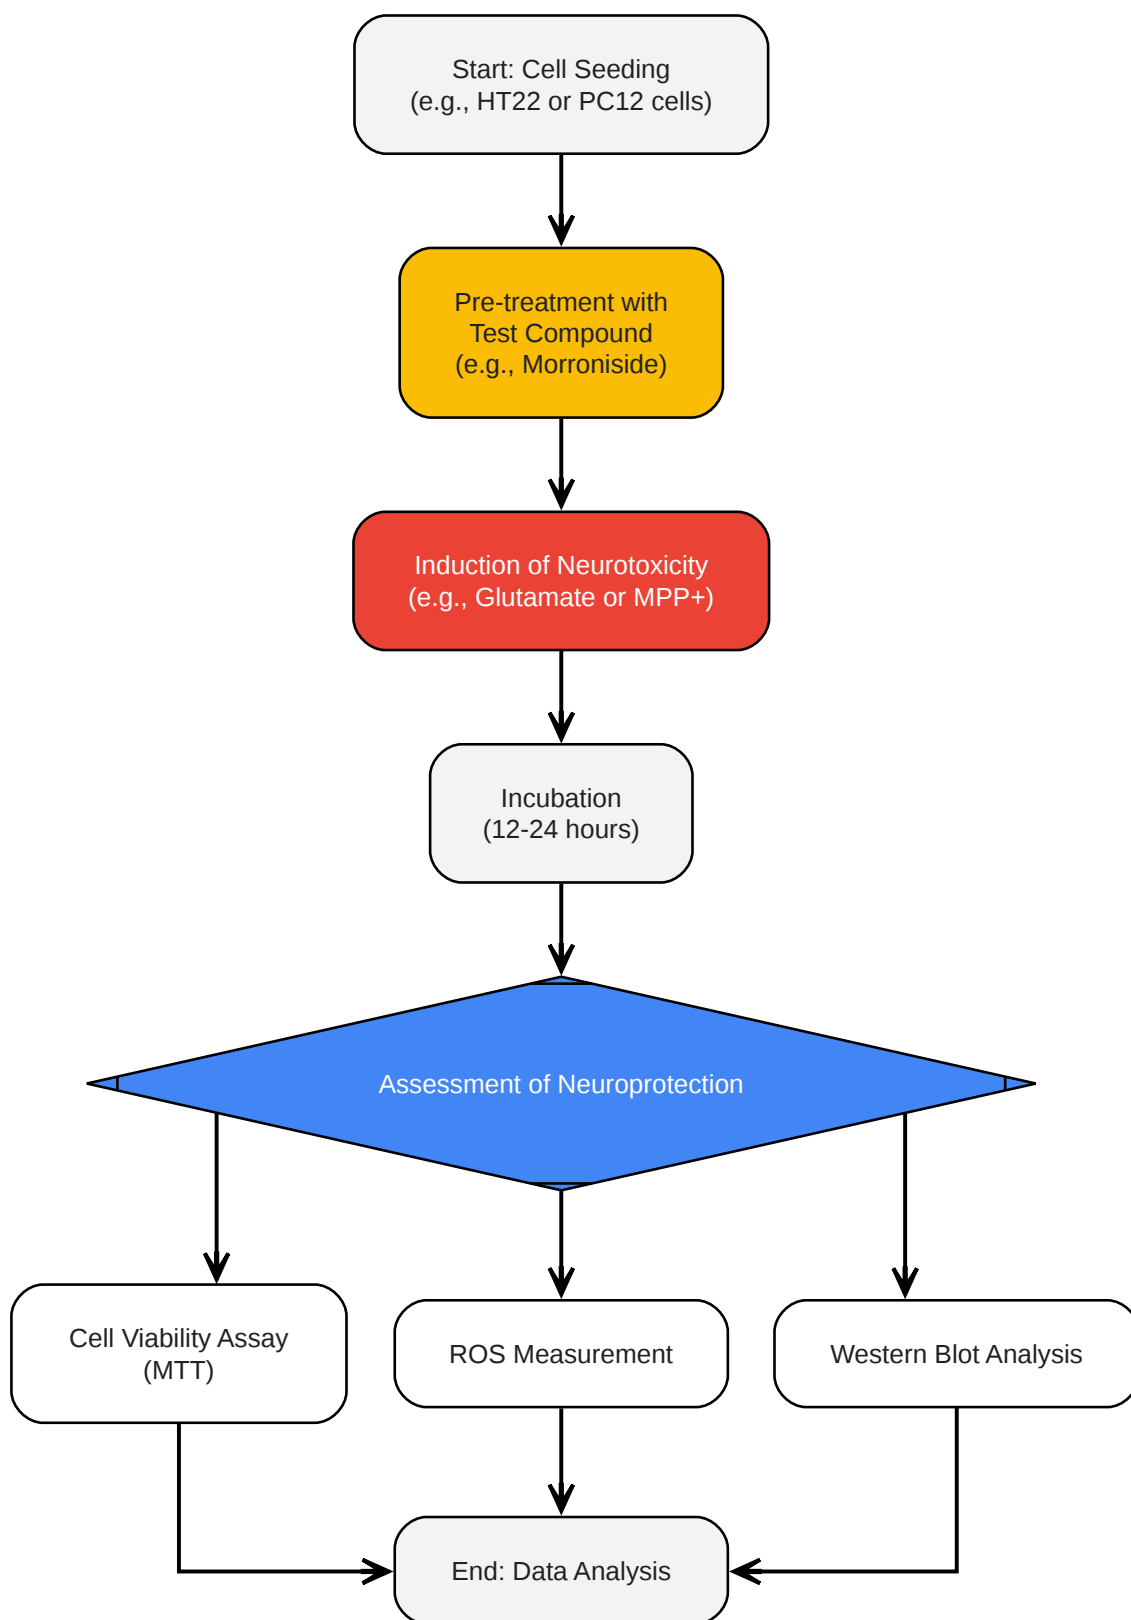 Start: Cell Seeding
(e.g., HT22 or PC12 cells)
Pre-treatment with
Test Compound
(e.g., Morroniside)
Induction of Neurotoxicity
(e.g., Glutamate or MPP+)
Incubation
(12-24 hours)
Assessment of Neuroprotection
Cell Viability Assay
(MTT)
ROS Measurement
Western Blot Analysis
End: Data Analysis